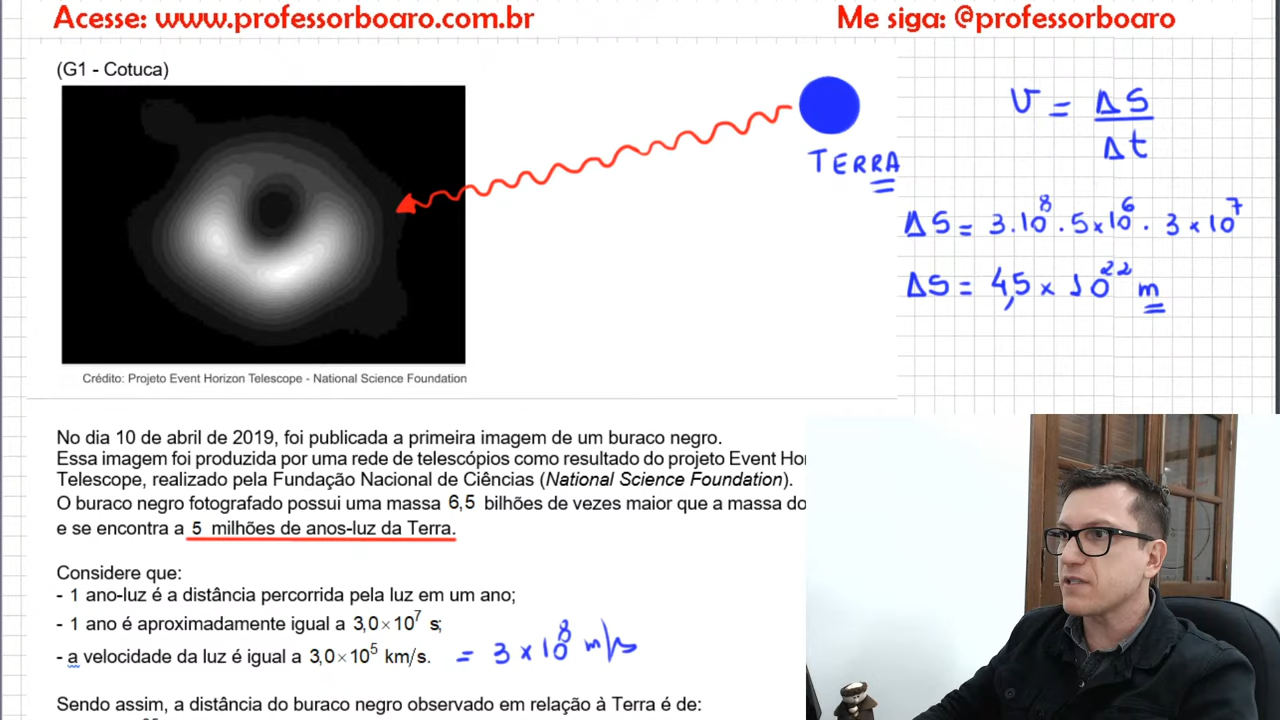 Acesse: www.professorboaro.com.br
Me siga: @professorboaro
(G1 - Cotuca)
TERRA
v = ΔS/Δt
ΔS = 3.10⁸ . 5×10⁶ . 3×10⁷
ΔS = 4,5 × 10²² m
Crédito: Projeto Event Horizon Telescope - National Science Foundation
No dia 10 de abril de 2019, foi publicada a primeira imagem de um buraco negro.
Essa imagem foi produzida por uma rede de telescópios como resultado do projeto Event
Telescope, realizado pela Fundação Nacional de Ciências (National Science Foundation).
O buraco negro fotografado possui uma massa 6,5 bilhões de vezes maior que a massa
e se encontra a 5 milhões de anos-luz da Terra.
Considere que:
- 1 ano-luz é a distância percorrida pela luz em um ano;
- 1 ano é aproximadamente igual a 3,0×10⁷ s;
- a velocidade da luz é igual a 3,0×10⁵ km/s. = 3×10⁸ m/s
Sendo assim, a distância do buraco negro observado em relação à Terra é de: